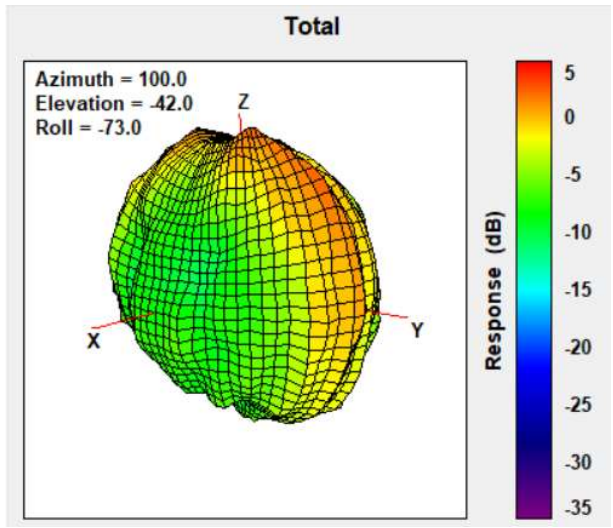 Total
Azimuth = 100.0
Elevation = -42.0
Roll = -73.0
Z
X
Y
Response (dB)
5
0
-5
-10
-15
-20
-25
-30
-35